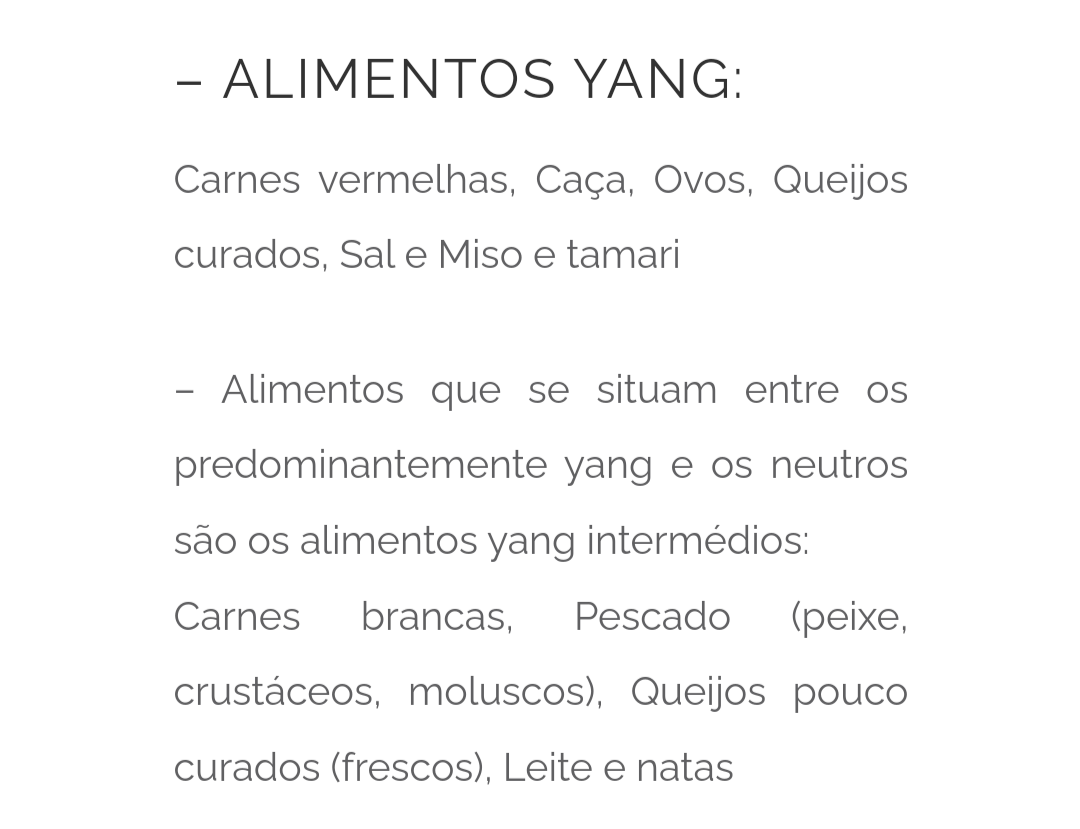 – ALIMENTOS YANG:
Carnes vermelhas, Caça, Ovos, Queijos
curados, Sal e Miso e tamari
– Alimentos que se situam entre os
predominantemente yang e os neutros
são os alimentos yang intermédios:
Carnes brancas, Pescado (peixe,
crustáceos, moluscos), Queijos pouco
curados (frescos), Leite e natas